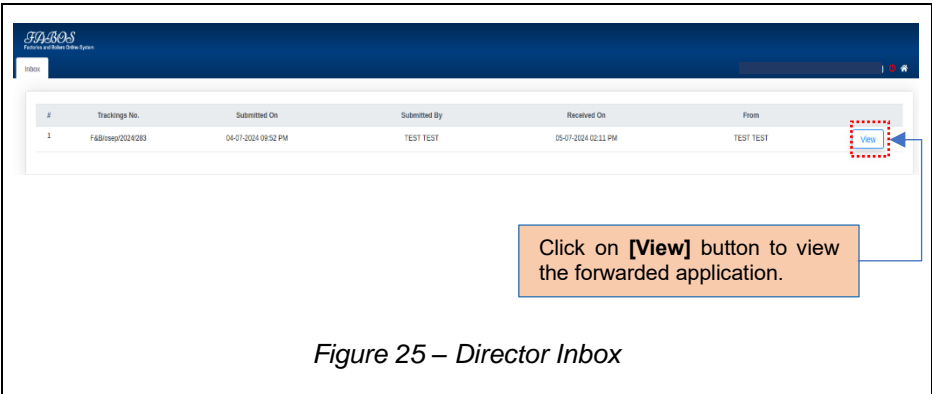 FABOS
Factories and Boilers Online System
Inbox
# Trackings No. Submitted On Submitted By Received On From
1 F&B/osep/2024/283 04-07-2024 09:52 PM TEST TEST 05-07-2024 02:11 PM TEST TEST View
Click on [View] button to view
the forwarded application.
Figure 25 – Director Inbox